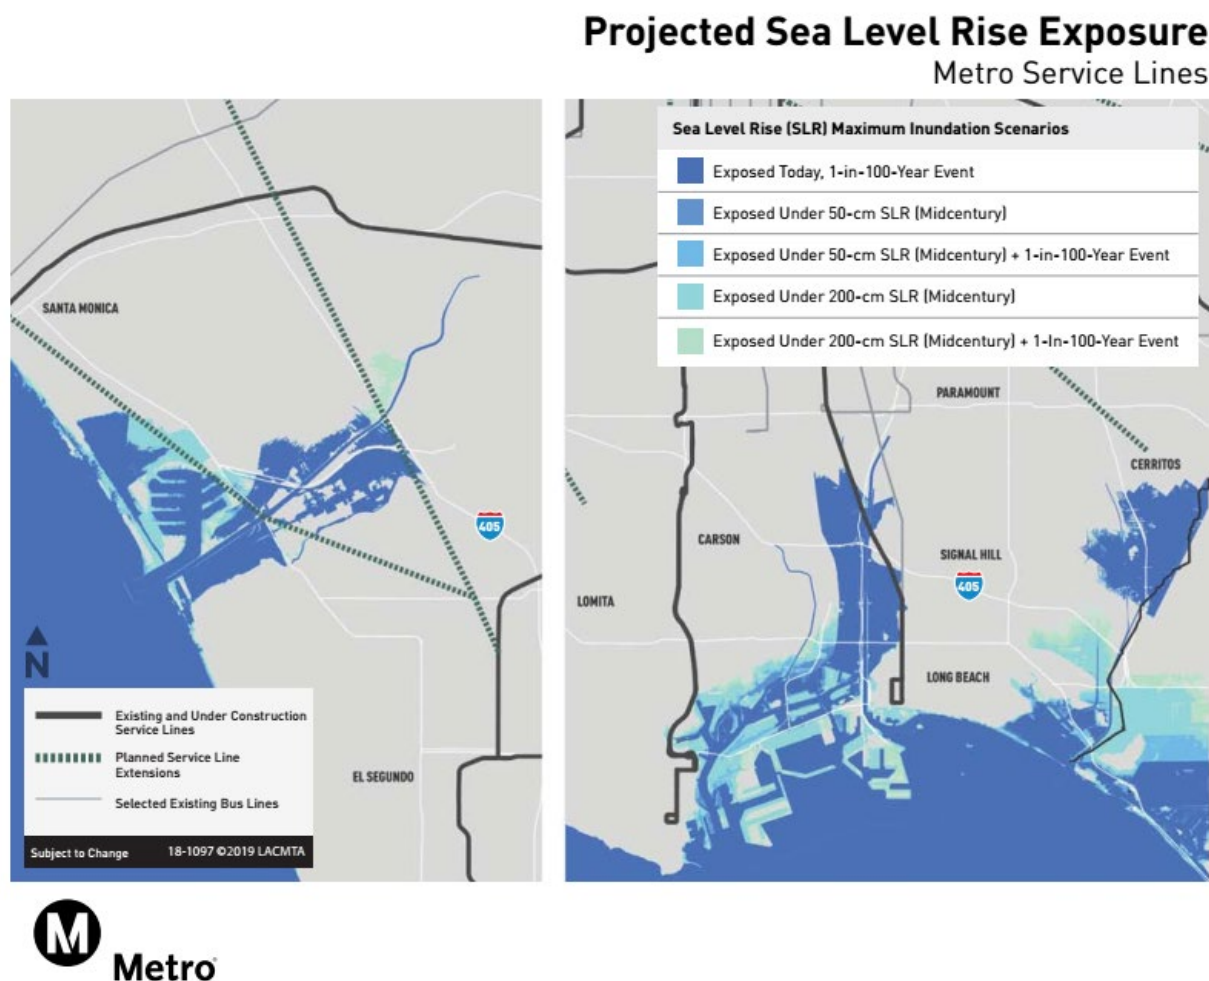 Projected Sea Level Rise Exposure
Metro Service Lines
SANTA MONICA
405
N
Existing and Under Construction
Service Lines
Planned Service Line
Extensions
Selected Existing Bus Lines
EL SEGUNDO
Subject to Change 18-1097 ©2019 LACMTA
Sea Level Rise (SLR) Maximum Inundation Scenarios
Exposed Today, 1-in-100-Year Event
Exposed Under 50-cm SLR (Midcentury)
Exposed Under 50-cm SLR (Midcentury) + 1-in-100-Year Event
Exposed Under 200-cm SLR (Midcentury)
Exposed Under 200-cm SLR (Midcentury) + 1-In-100-Year Event
PARAMOUNT
CERRITOS
CARSON
SIGNAL HILL
405
LOMITA
LONG BEACH
M
Metro